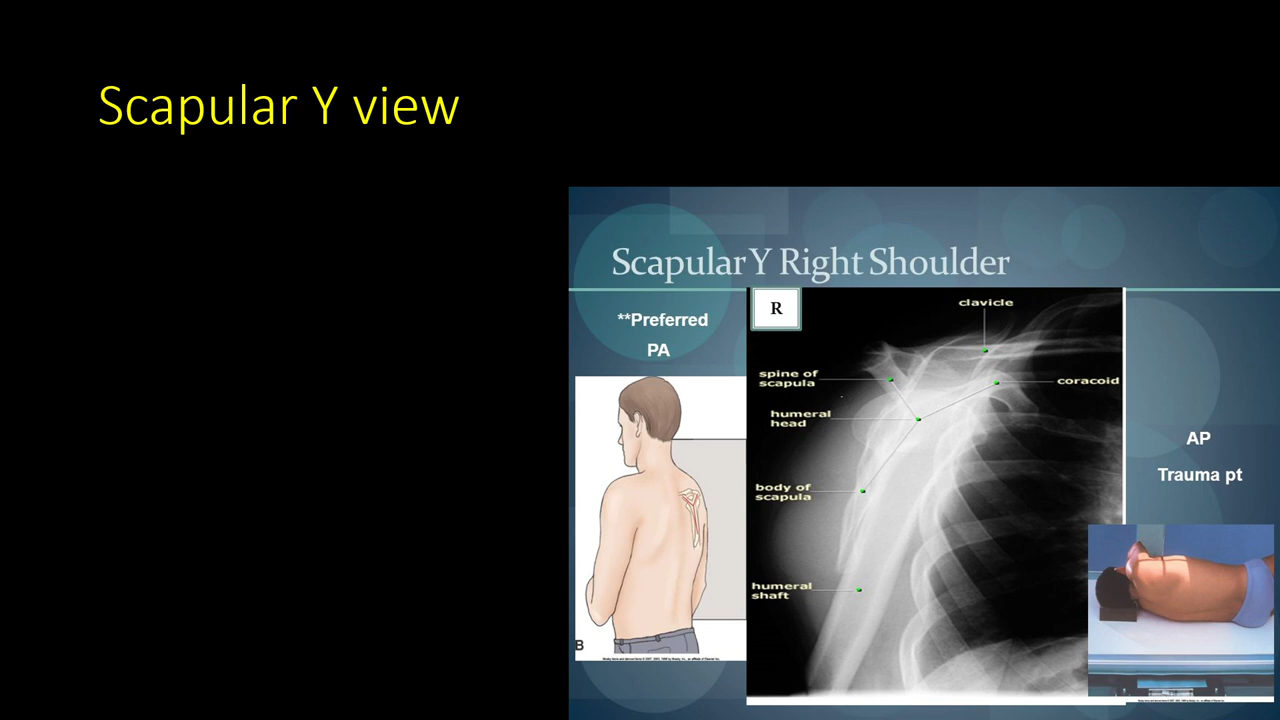 Scapular Y view
Scapular Y Right Shoulder
**Preferred
PA
R
clavicle
spine of
scapula
coracoid
humeral
head
body of
scapula
humeral
shaft
AP
Trauma pt
B